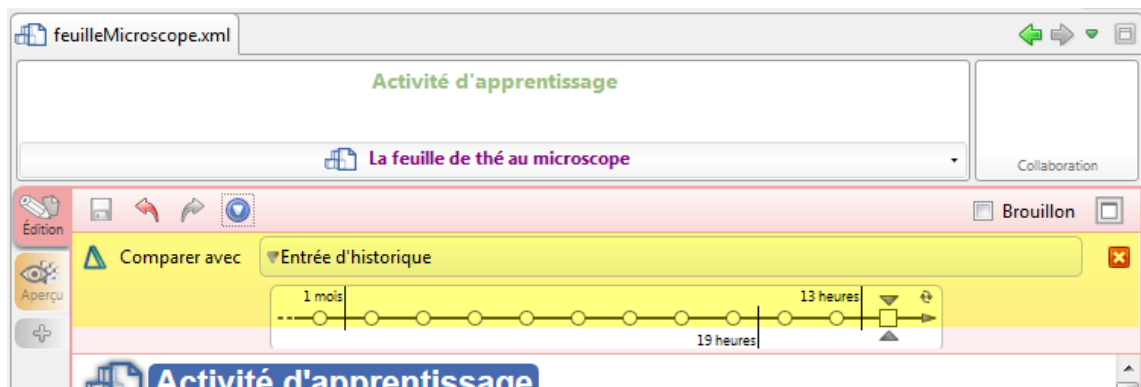 feuilleMicroscope.xml
Activité d'apprentissage
La feuille de thé au microscope
Collaboration
Édition
Brouillon
Comparer avec
Entrée d'historique
Aperçu
1 mois
13 heures
19 heures
Activité d'apprentissage